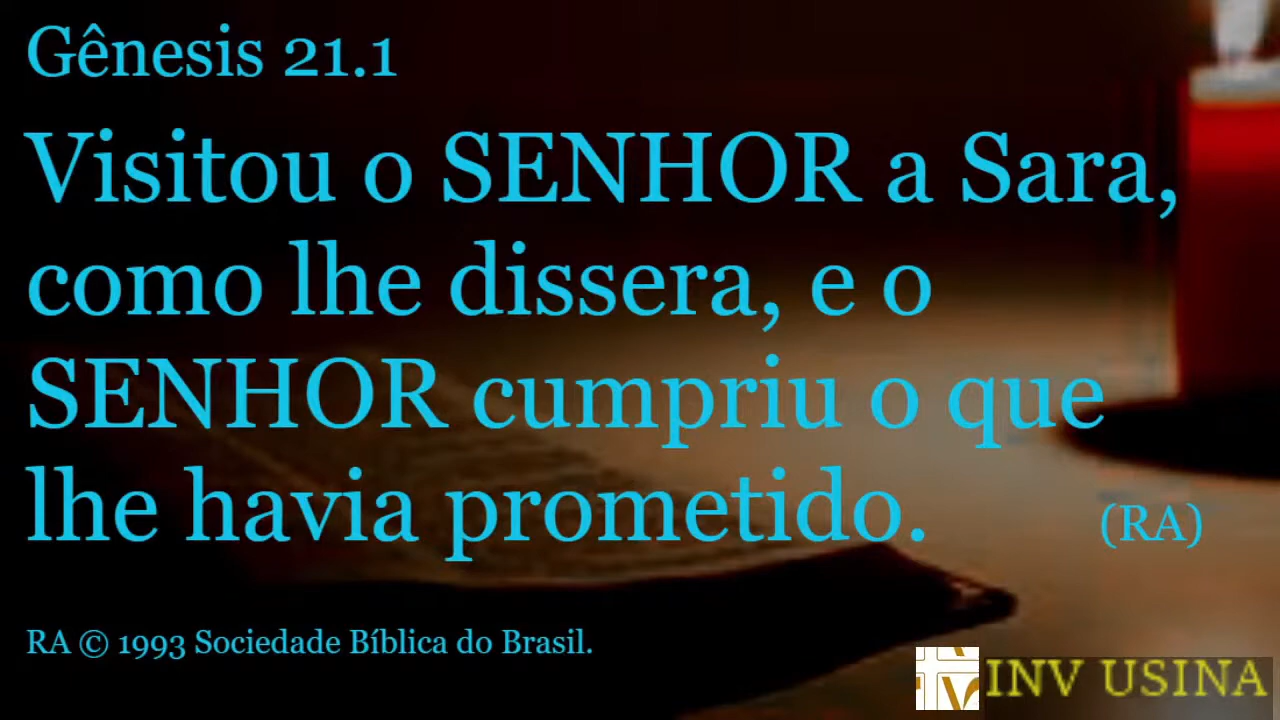 Gênesis 21.1
Visitou o SENHOR a Sara,
como lhe dissera, e o
SENHOR cumpriu o que
lhe havia prometido. (RA)
RA © 1993 Sociedade Bíblica do Brasil.
INV USINA